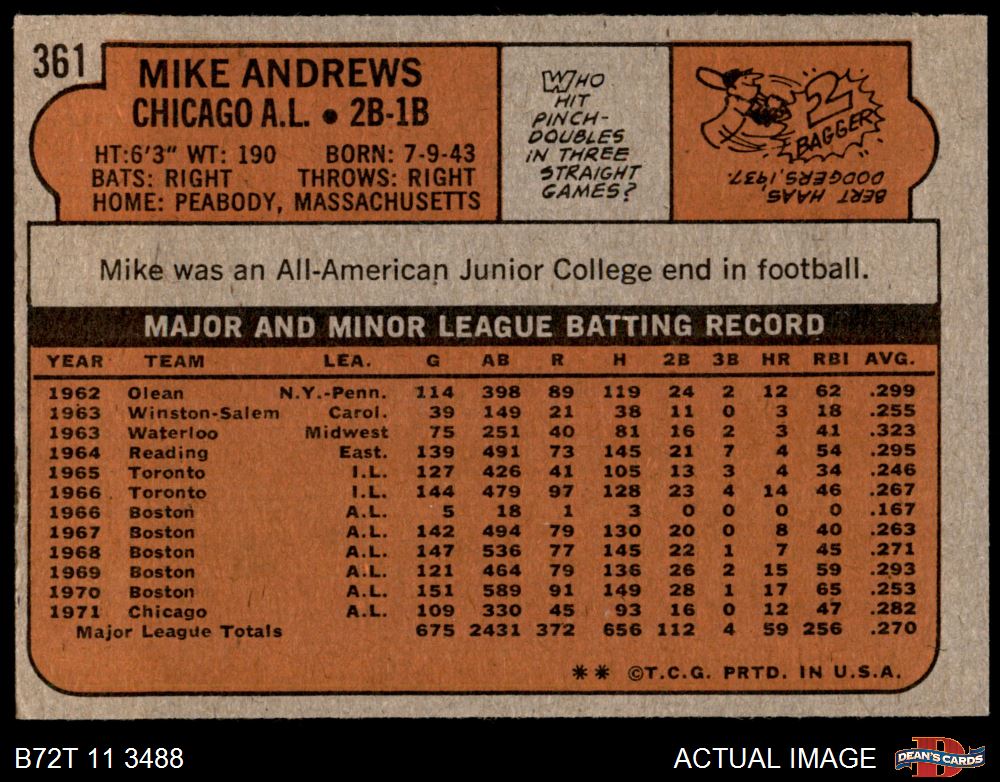 361
MIKE ANDREWS
CHICAGO A.L. • 2B-1B
HT:6'3" WT: 190 BORN: 7-9-43
BATS: RIGHT THROWS: RIGHT
HOME: PEABODY, MASSACHUSETTS
WHO
HIT
PINCH-
DOUBLES
IN THREE
STRAIGHT
GAMES?
2
BAGGER
BERT HAAS,
DODGERS, 1937.
SAAH TBES
Mike was an All-American Junior College end in football.
MAJOR AND MINOR LEAGUE BATTING RECORD
YEAR TEAM LEA. G AB R H 2B 3B HR RBI AVG.
1962 Olean N.Y.-Penn. 114 398 89 119 24 2 12 62 .299
1963 Winston-Salem Carol. 39 149 21 38 11 0 3 18 .255
1963 Waterloo Midwest 75 251 40 81 16 2 3 41 .323
1964 Reading East. 139 491 73 145 21 7 4 54 .295
1965 Toronto I.L. 127 426 41 105 13 3 4 34 .246
1966 Toronto I.L. 144 479 97 128 23 4 14 46 .267
1966 Boston A.L. 5 18 1 3 0 0 0 0 .167
1967 Boston A.L. 142 494 79 130 20 0 8 40 .263
1968 Boston A.L. 147 536 77 145 22 1 7 45 .271
1969 Boston A.L. 121 464 79 136 26 2 15 59 .293
1970 Boston A.L. 151 589 91 149 28 1 17 65 .253
1971 Chicago A.L. 109 330 45 93 16 0 12 47 .282
Major League Totals 675 2431 372 656 112 4 59 256 .270
** ©T.C.G. PRTD. IN U.S.A.
B72T 11 3488
ACTUAL IMAGE
D
DEAN'S CARDS